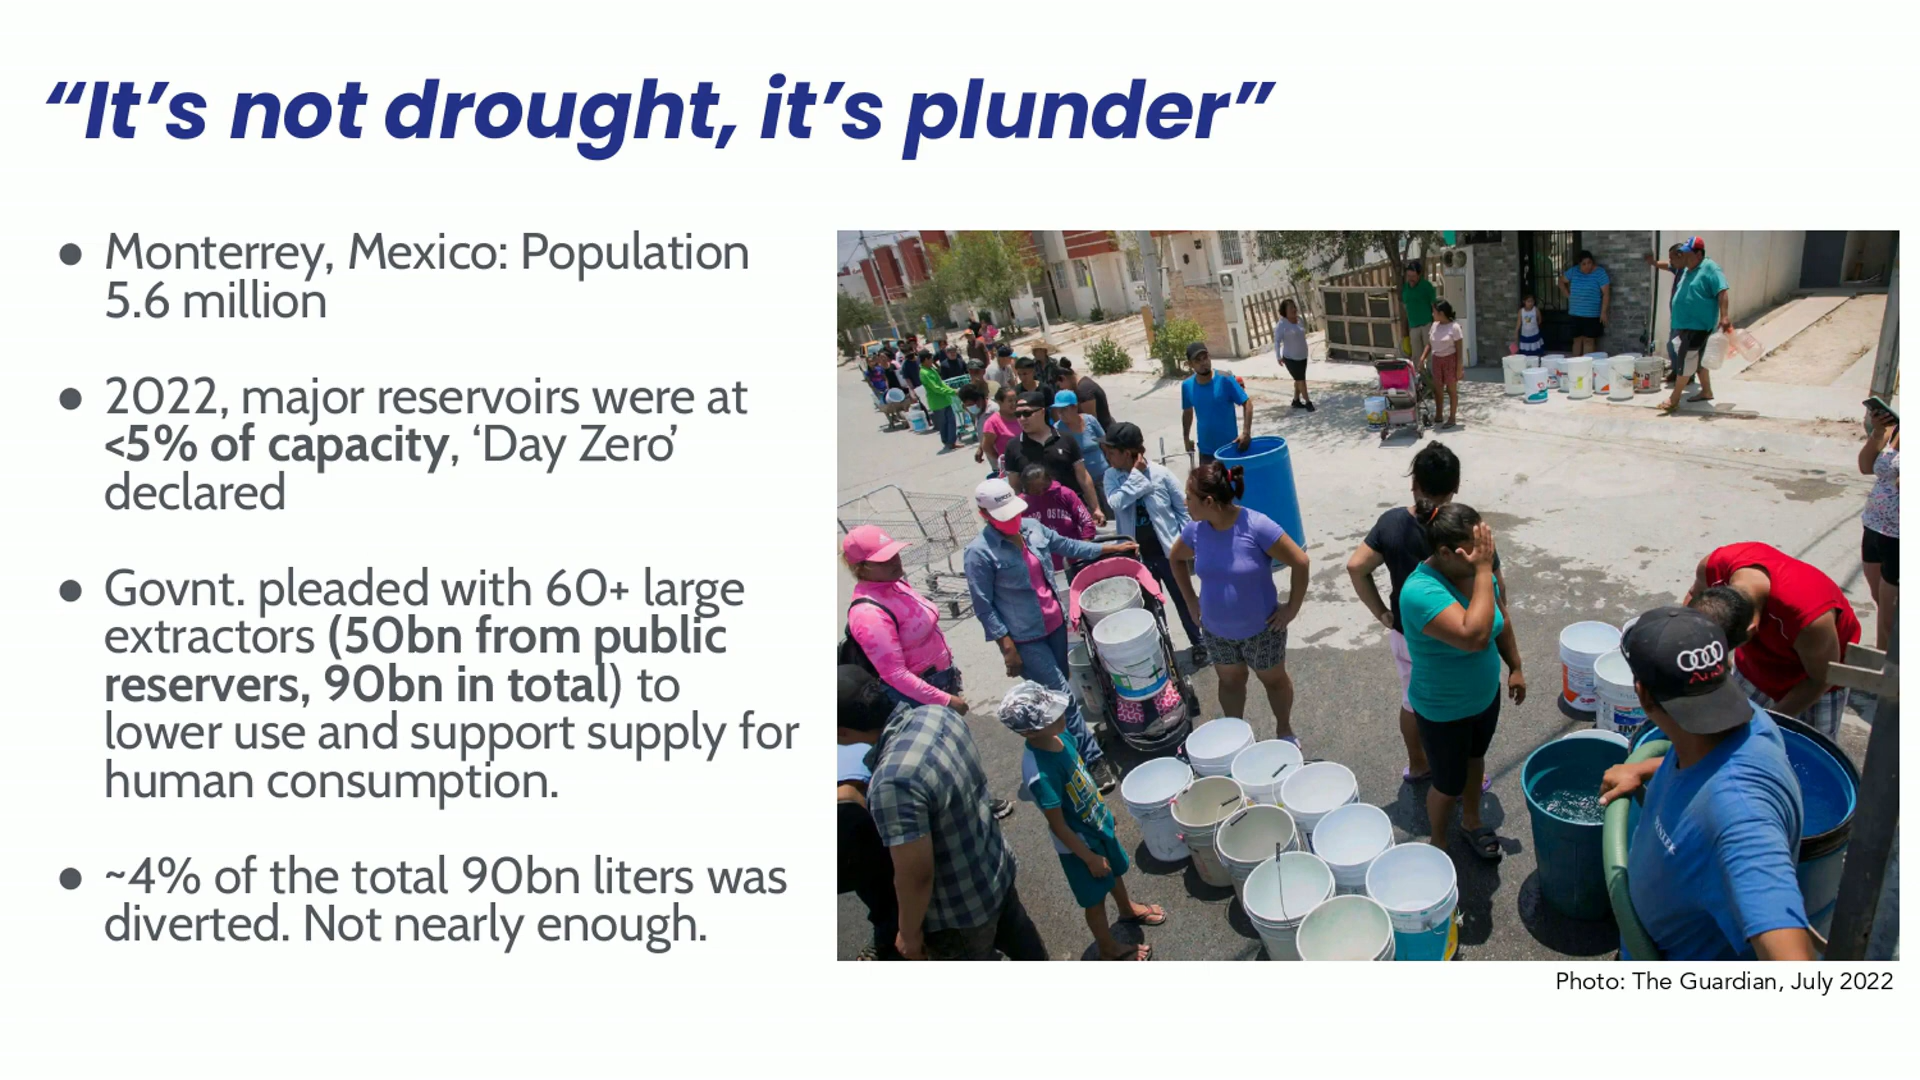 “It’s not drought, it’s plunder”
● Monterrey, Mexico: Population
5.6 million
● 2022, major reservoirs were at
<5% of capacity, ‘Day Zero’
declared
● Govnt. pleaded with 60+ large
extractors (50bn from public
reservers, 90bn in total) to
lower use and support supply for
human consumption.
● ~4% of the total 90bn liters was
diverted. Not nearly enough.
Photo: The Guardian, July 2022